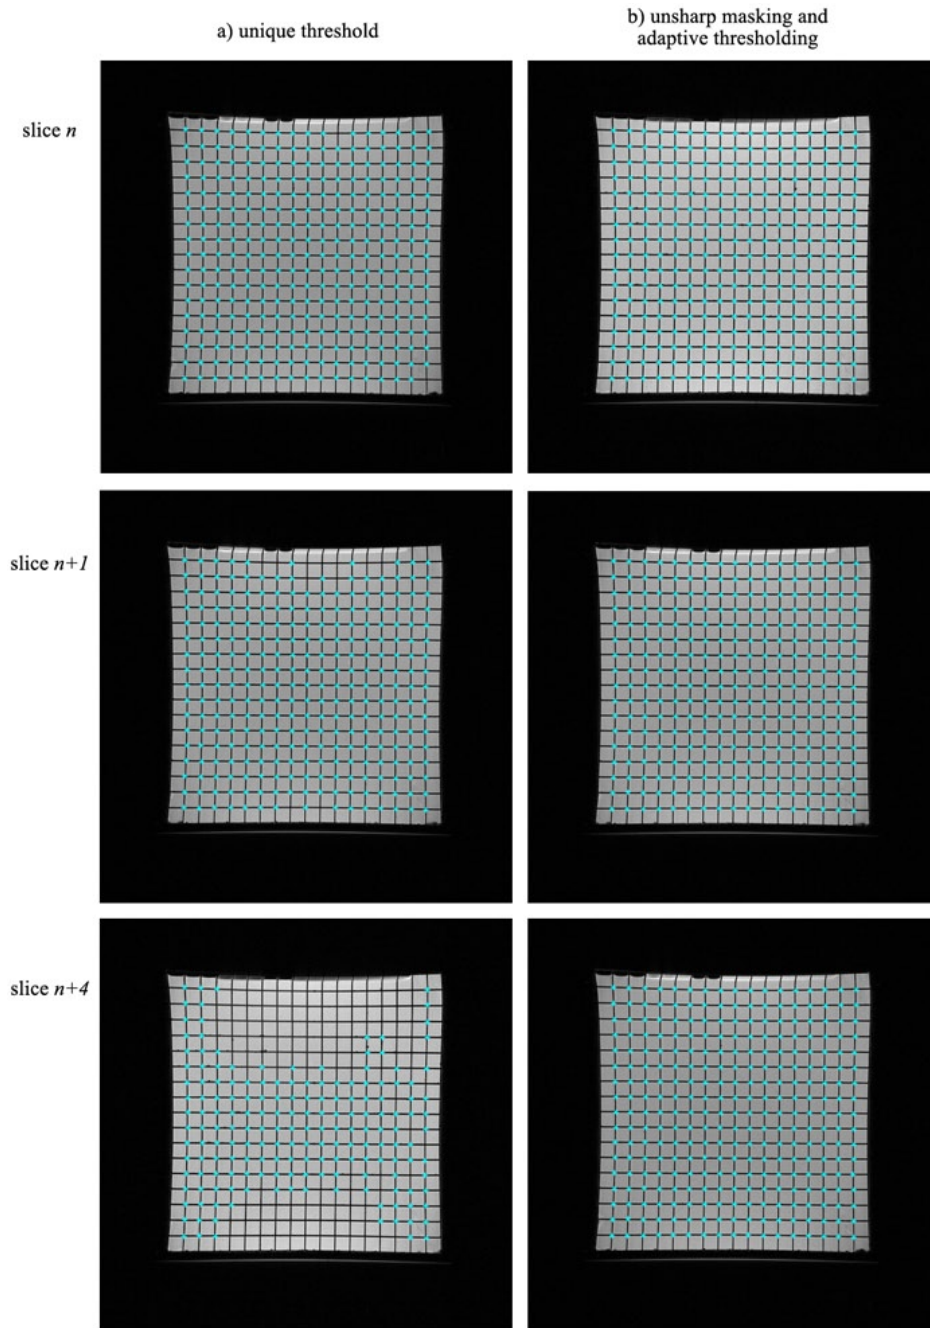 a) unique threshold
b) unsharp masking and
adaptive thresholding
slice n
slice n+1
slice n+4